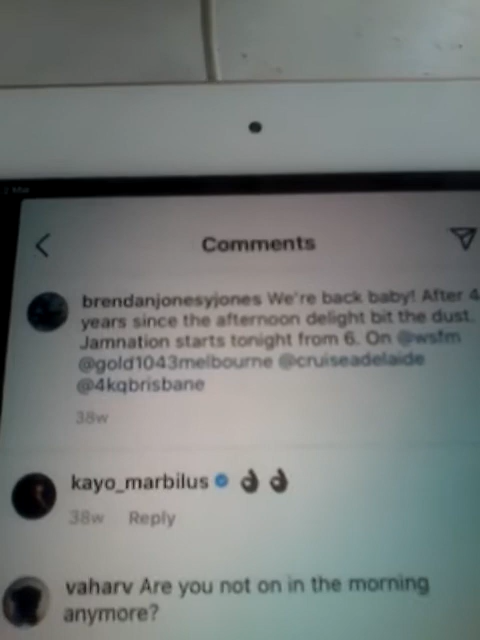 Comments
brendanjonesyjones We're back baby! After 4
years since the afternoon delight bit the dust.
Jamnation starts tonight from 6. On @wsfm
@gold1043melbourne @cruiseadelaide
@4kqbrisbane
38w
kayo_marbilus 👌🏿 👌🏿
38w Reply
vaharv Are you not on in the morning
anymore?